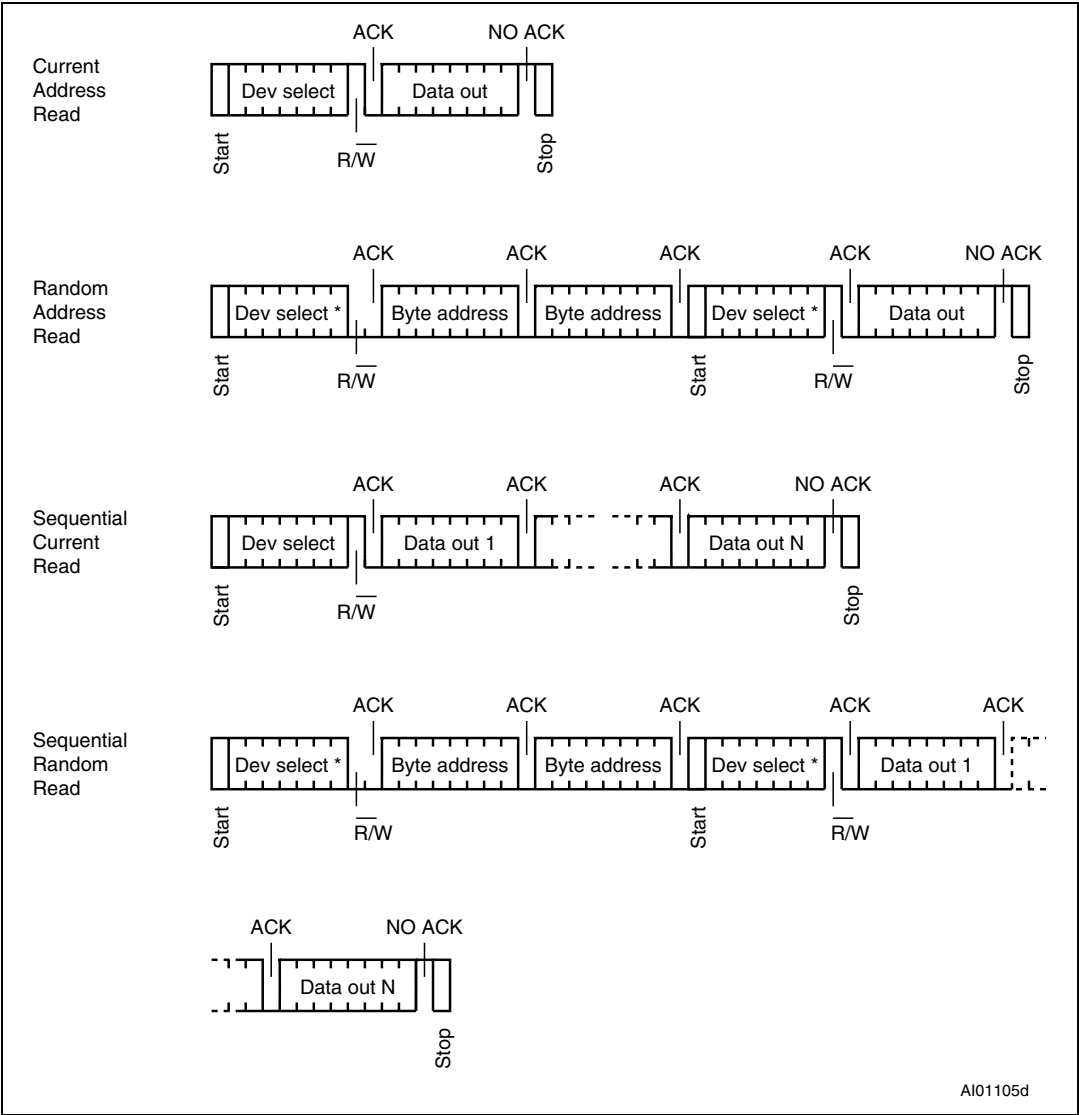 ACK NO ACK
Current
Address
Read
Dev select Data out
Start R/W̅ Stop
ACK ACK ACK ACK NO ACK
Random
Address
Read
Dev select * Byte address Byte address Dev select * Data out
Start R/W̅ Start R/W̅ Stop
ACK ACK ACK NO ACK
Sequential
Current
Read
Dev select Data out 1 Data out N
Start R/W̅ Stop
ACK ACK ACK ACK ACK
Sequential
Random
Read
Dev select * Byte address Byte address Dev select * Data out 1
Start R̅/W Start R̅/W
ACK NO ACK
Data out N
Stop
AI01105d